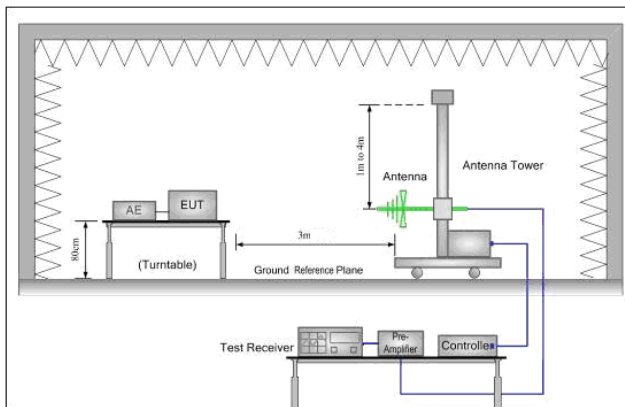 1m to 4m
Antenna
Antenna Tower
AE
EUT
80cm
(Turntable)
3m
Ground Reference Plane
Test Receiver
Pre-
Amplifier
Controller